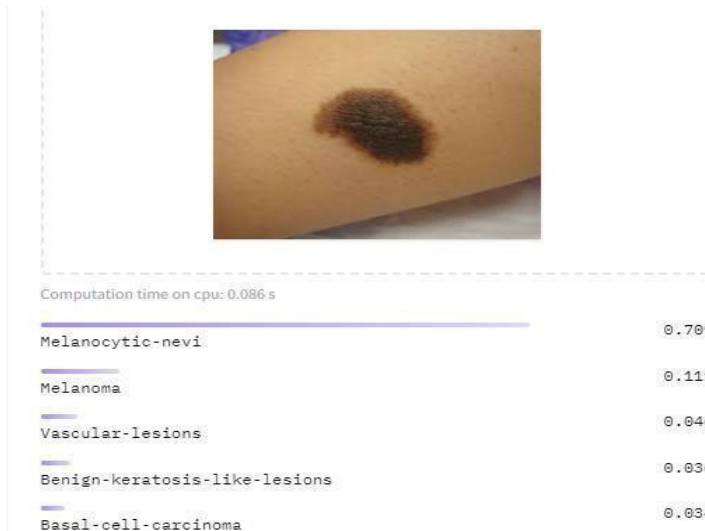 Computation time on cpu: 0.086 s
0.70
Melanocytic-nevi
0.11
Melanoma
0.04
Vascular-lesions
0.03
Benign-keratosis-like-lesions
0.03
Basal-cell-carcinoma